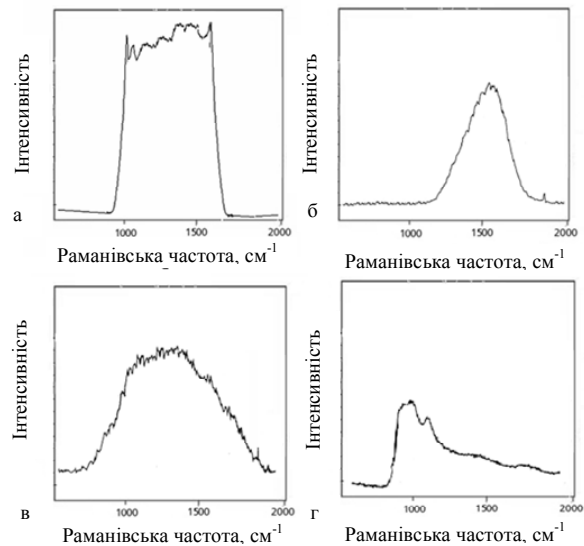 Інтенсивність
а
1000 1500 2000
Раманівська частота, см-1
Інтенсивність
б
1000 1500 2000
Раманівська частота, см-1
Інтенсивність
в
1000 1500 2000
Раманівська частота, см-1
Інтенсивність
г
1000 1500 2000
Раманівська частота, см-1